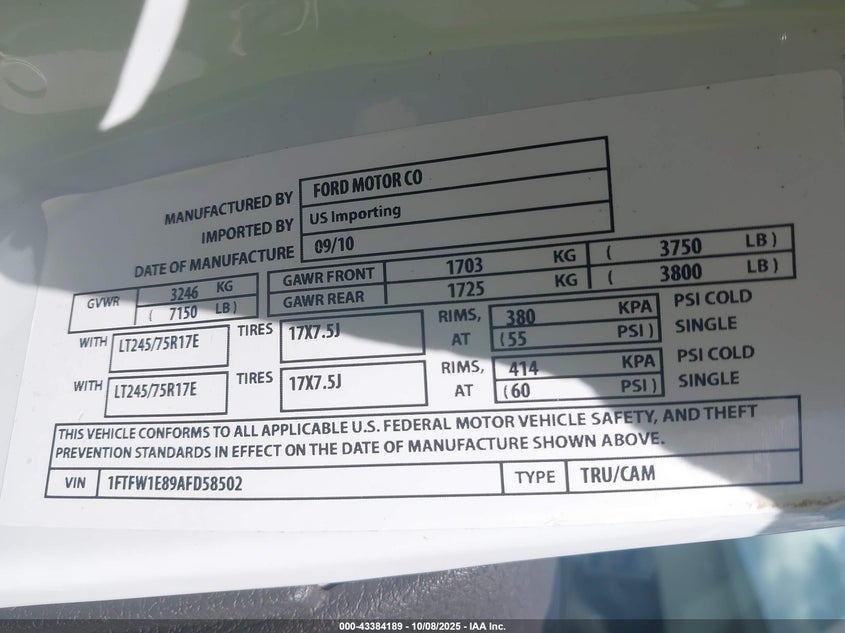 MANUFACTURED BY FORD MOTOR CO
IMPORTED BY US Importing
DATE OF MANUFACTURE 09/10
GVWR 3246 KG GAWR FRONT 1703 KG ( 3750 LB )
( 7150 LB ) GAWR REAR 1725 KG ( 3800 LB )
WITH LT245/75R17E TIRES 17X7.5J RIMS, 380 KPA PSI COLD
AT (55 PSI ) SINGLE
WITH LT245/75R17E TIRES 17X7.5J RIMS, 414 KPA PSI COLD
AT (60 PSI ) SINGLE
THIS VEHICLE CONFORMS TO ALL APPLICABLE U.S. FEDERAL MOTOR VEHICLE SAFETY, AND THEFT
PREVENTION STANDARDS IN EFFECT ON THE DATE OF MANUFACTURE SHOWN ABOVE.
VIN 1FTFW1E89AFD58502 TYPE TRU/CAM
000-43384189 - 10/08/2025 - IAA Inc.